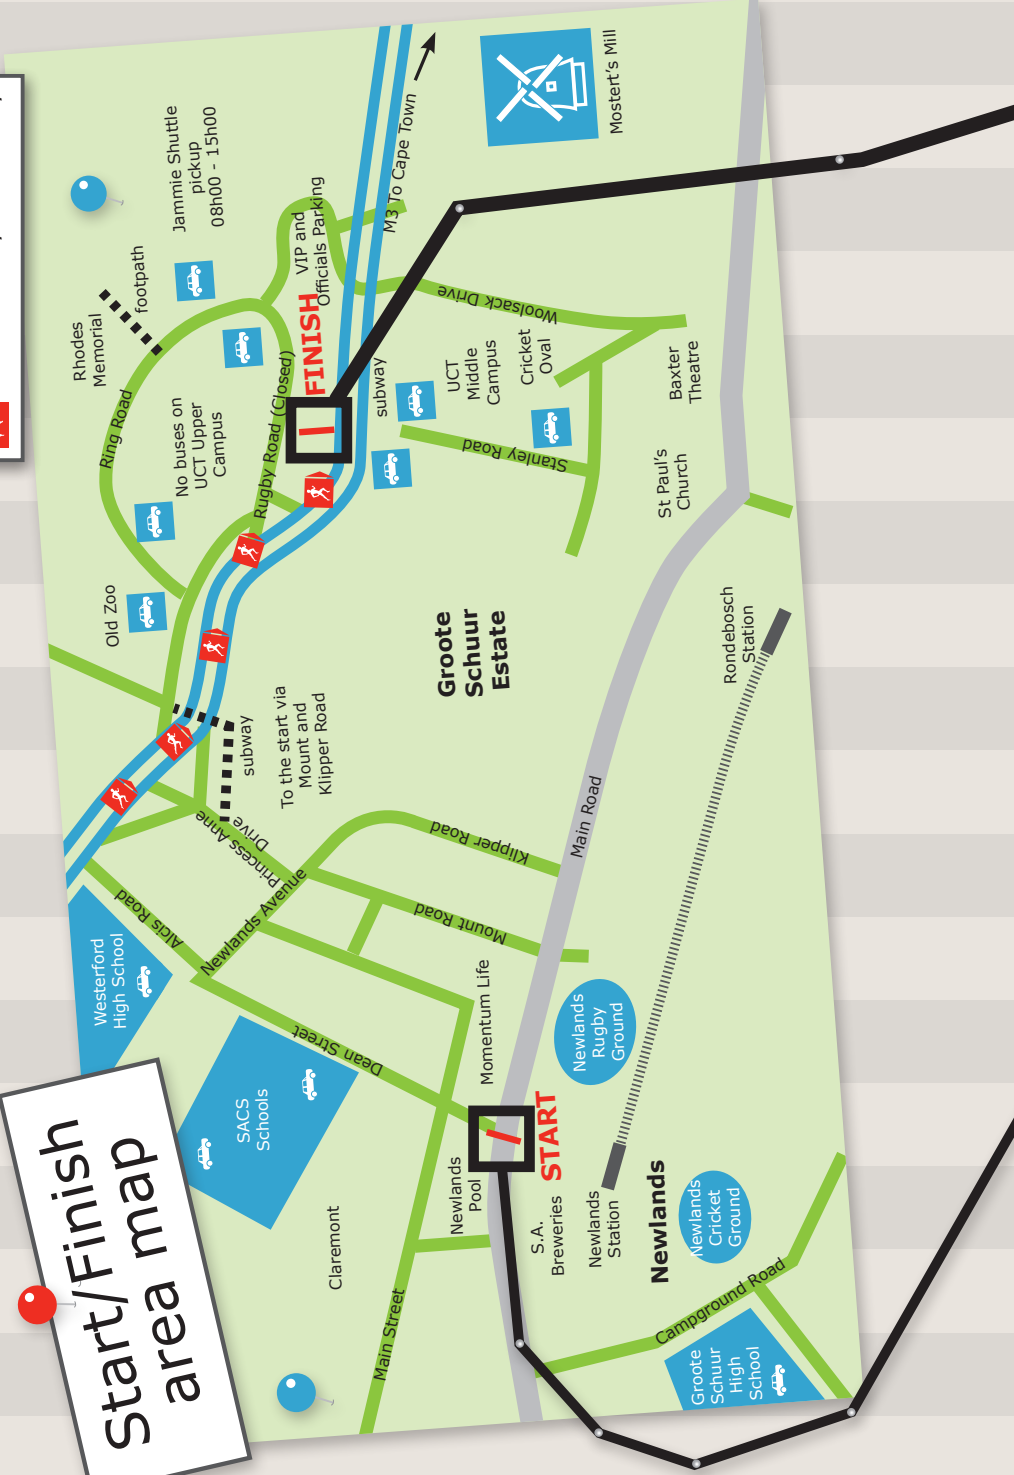 Start/Finish
area map
Rhodes
Memorial
footpath
Jammie Shuttle
pickup
08h00 - 15h00
Ring Road
No buses on
UCT Upper
Campus
Rugby Road (Closed)
VIP and
Officials Parking
FINISH
M3 To Cape Town
Mostert's Mill
Old Zoo
subway
UCT
Middle
Campus
Cricket
Oval
Woolsack Drive
Stanley Road
Baxter
Theatre
St Paul's
Church
subway
To the start via
Mount and
Klipper Road
Groote
Schuur
Estate
Rondebosch
Station
Princess Anne
Drive
Newlands Avenue
Alcis Road
Klipper Road
Main Road
Mount Road
Westerford
High School
Dean Street
SACS
Schools
Momentum Life
Newlands
Rugby
Ground
START
Claremont
Newlands
Pool
S.A.
Breweries
Newlands
Station
Newlands
Newlands
Cricket
Ground
Main Street
Campground Road
Groote
Schuur
High
School